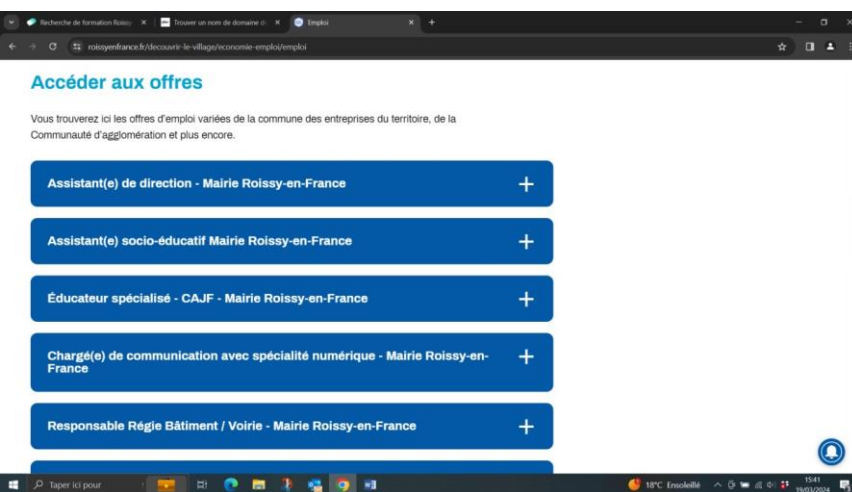 Recherche de formation Roissy-
Trouver un nom de domaine d
Emploi
roissyenfrance.fr/decouvrir-le-village/economie-emploi/emploi
Accéder aux offres
Vous trouverez ici les offres d'emploi variées de la commune des entreprises du territoire, de la
Communauté d'agglomération et plus encore.
Assistant(e) de direction - Mairie Roissy-en-France
Assistant(e) socio-éducatif Mairie Roissy-en-France
Éducateur spécialisé - CAJF - Mairie Roissy-en-France
Chargé(e) de communication avec spécialité numérique - Mairie Roissy-en-
France
Responsable Régie Bâtiment / Voirie - Mairie Roissy-en-France
Taper ici pour
18°C Ensoleillé
15:41
19/03/2024